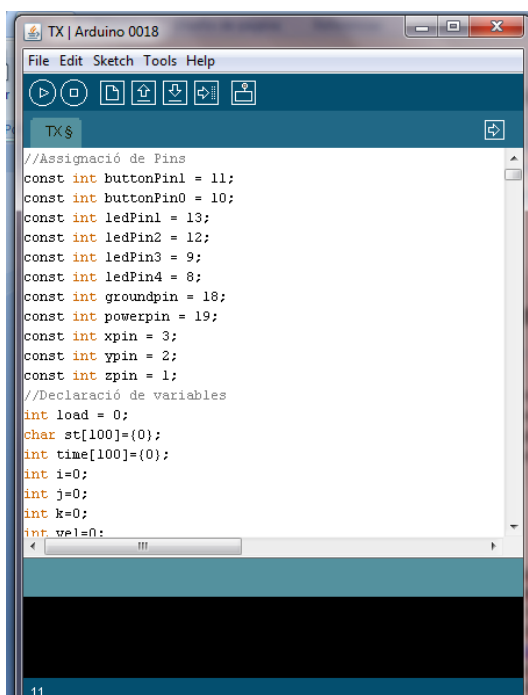 TX | Arduino 0018
File Edit Sketch Tools Help
TX §
//Assignació de Pins
const int buttonPin1 = 11;
const int buttonPin0 = 10;
const int ledPin1 = 13;
const int ledPin2 = 12;
const int ledPin3 = 9;
const int ledPin4 = 8;
const int groundpin = 18;
const int powerpin = 19;
const int xpin = 3;
const int ypin = 2;
const int zpin = 1;
//Declaració de variables
int load = 0;
char st[100]={0};
int time[100]={0};
int i=0;
int j=0;
int k=0;
int vel=0;
11